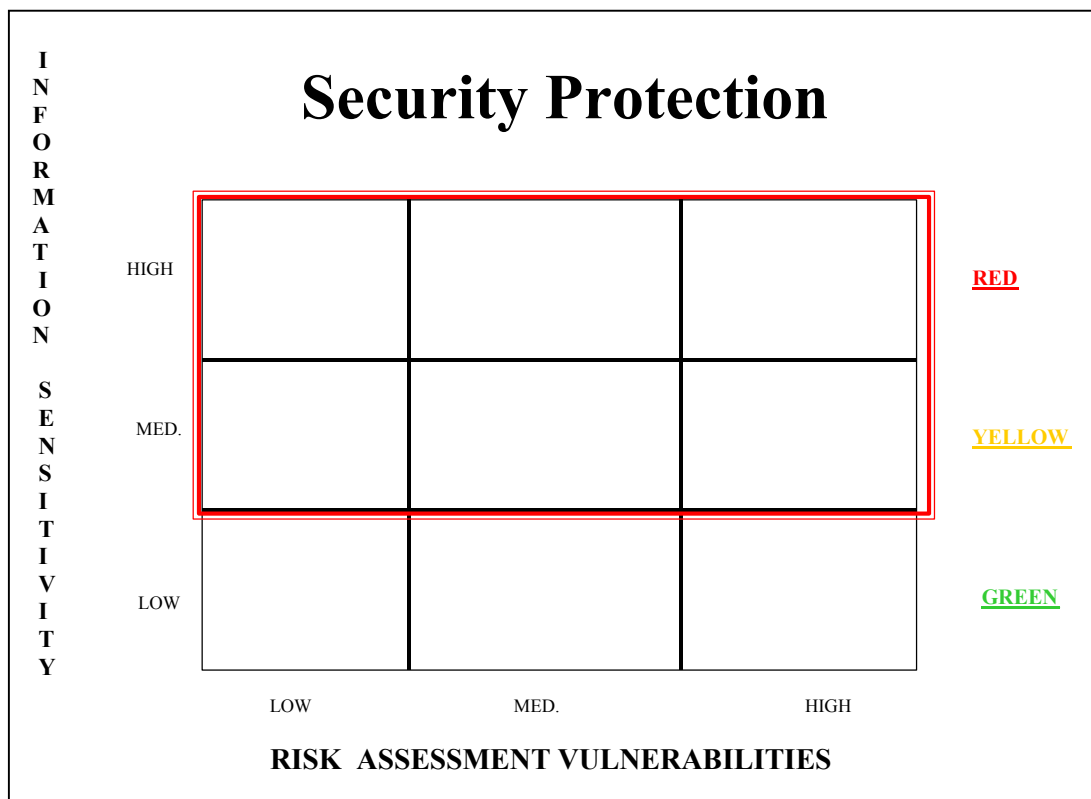 INFORMATION SENSITIVITY
Security Protection
HIGH
RED
MED.
YELLOW
LOW
GREEN
LOW MED. HIGH
RISK ASSESSMENT VULNERABILITIES